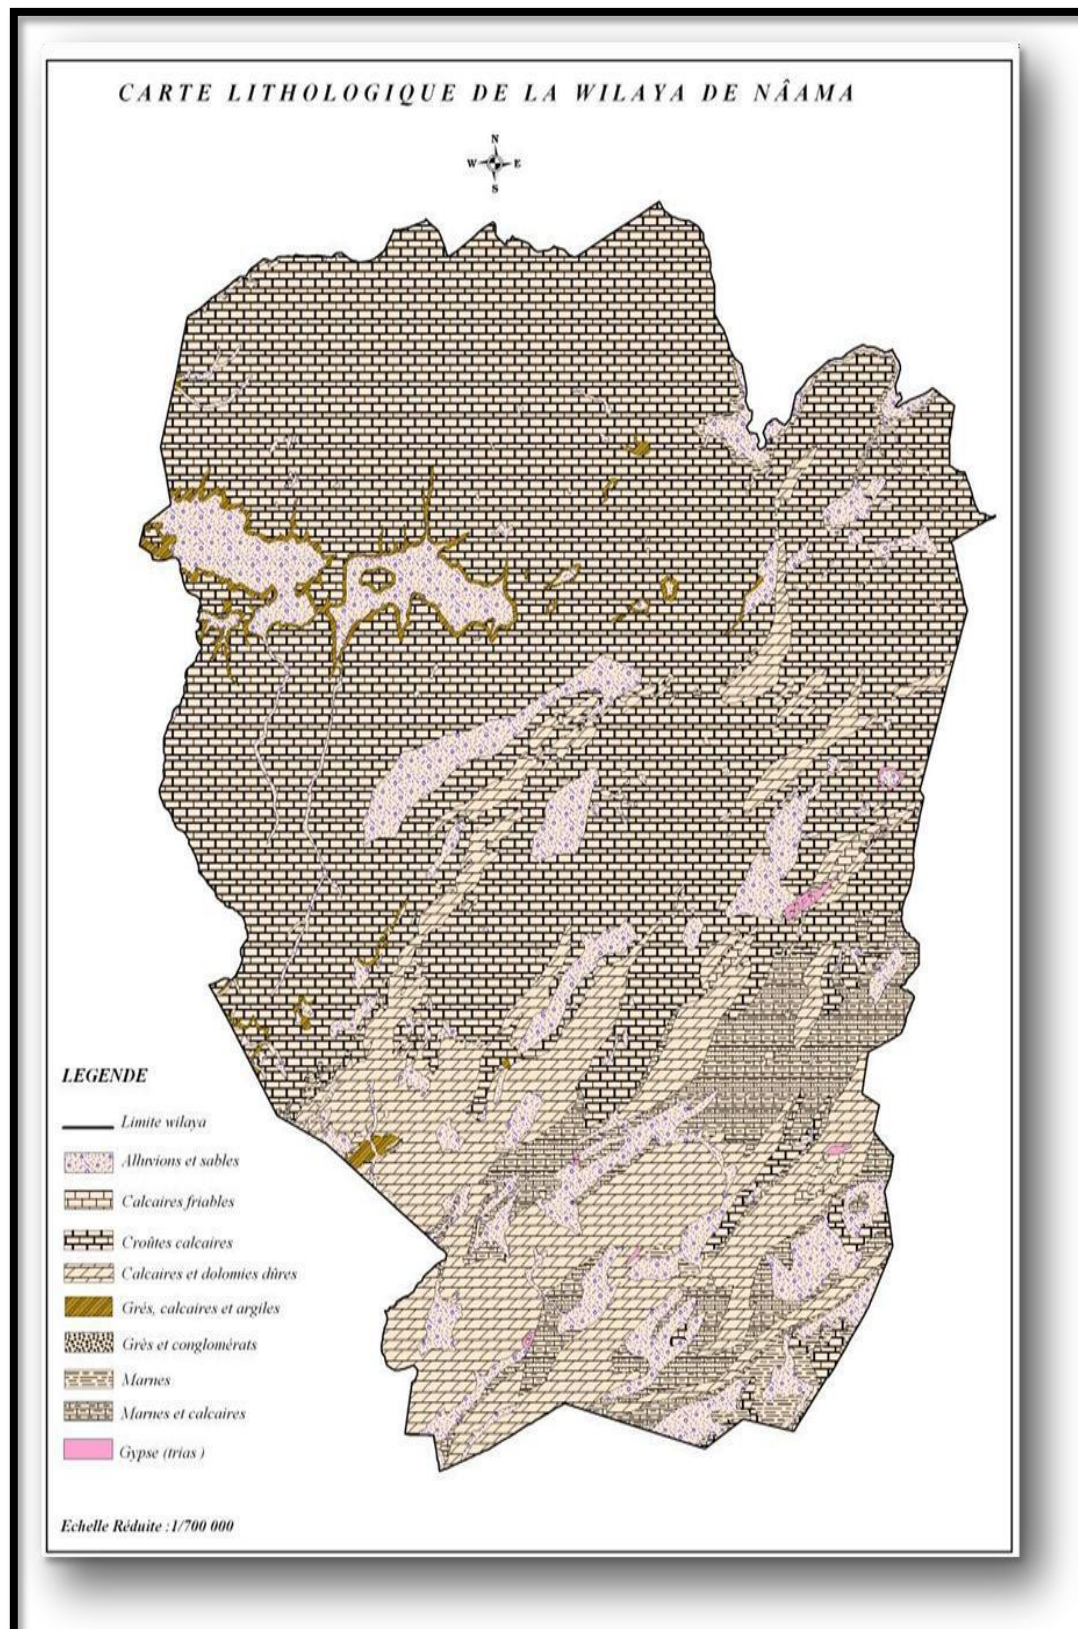 CARTE LITHOLOGIQUE DE LA WILAYA DE NÂAMA
N
W E
S
LEGENDE
Limite wilaya
Alluvions et sables
Calcaires friables
Croûtes calcaires
Calcaires et dolomies dûres
Grés, calcaires et argiles
Grès et conglomérats
Marnes
Marnes et calcaires
Gypse (trias )
Echelle Réduite : 1/700 000